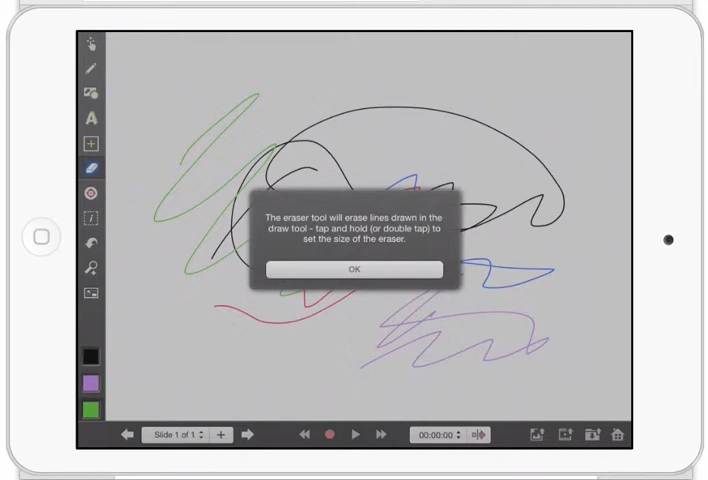 A
The eraser tool will erase lines drawn in the
draw tool - tap and hold (or double tap) to
set the size of the eraser.
OK
Slide 1 of 1
00:00:00